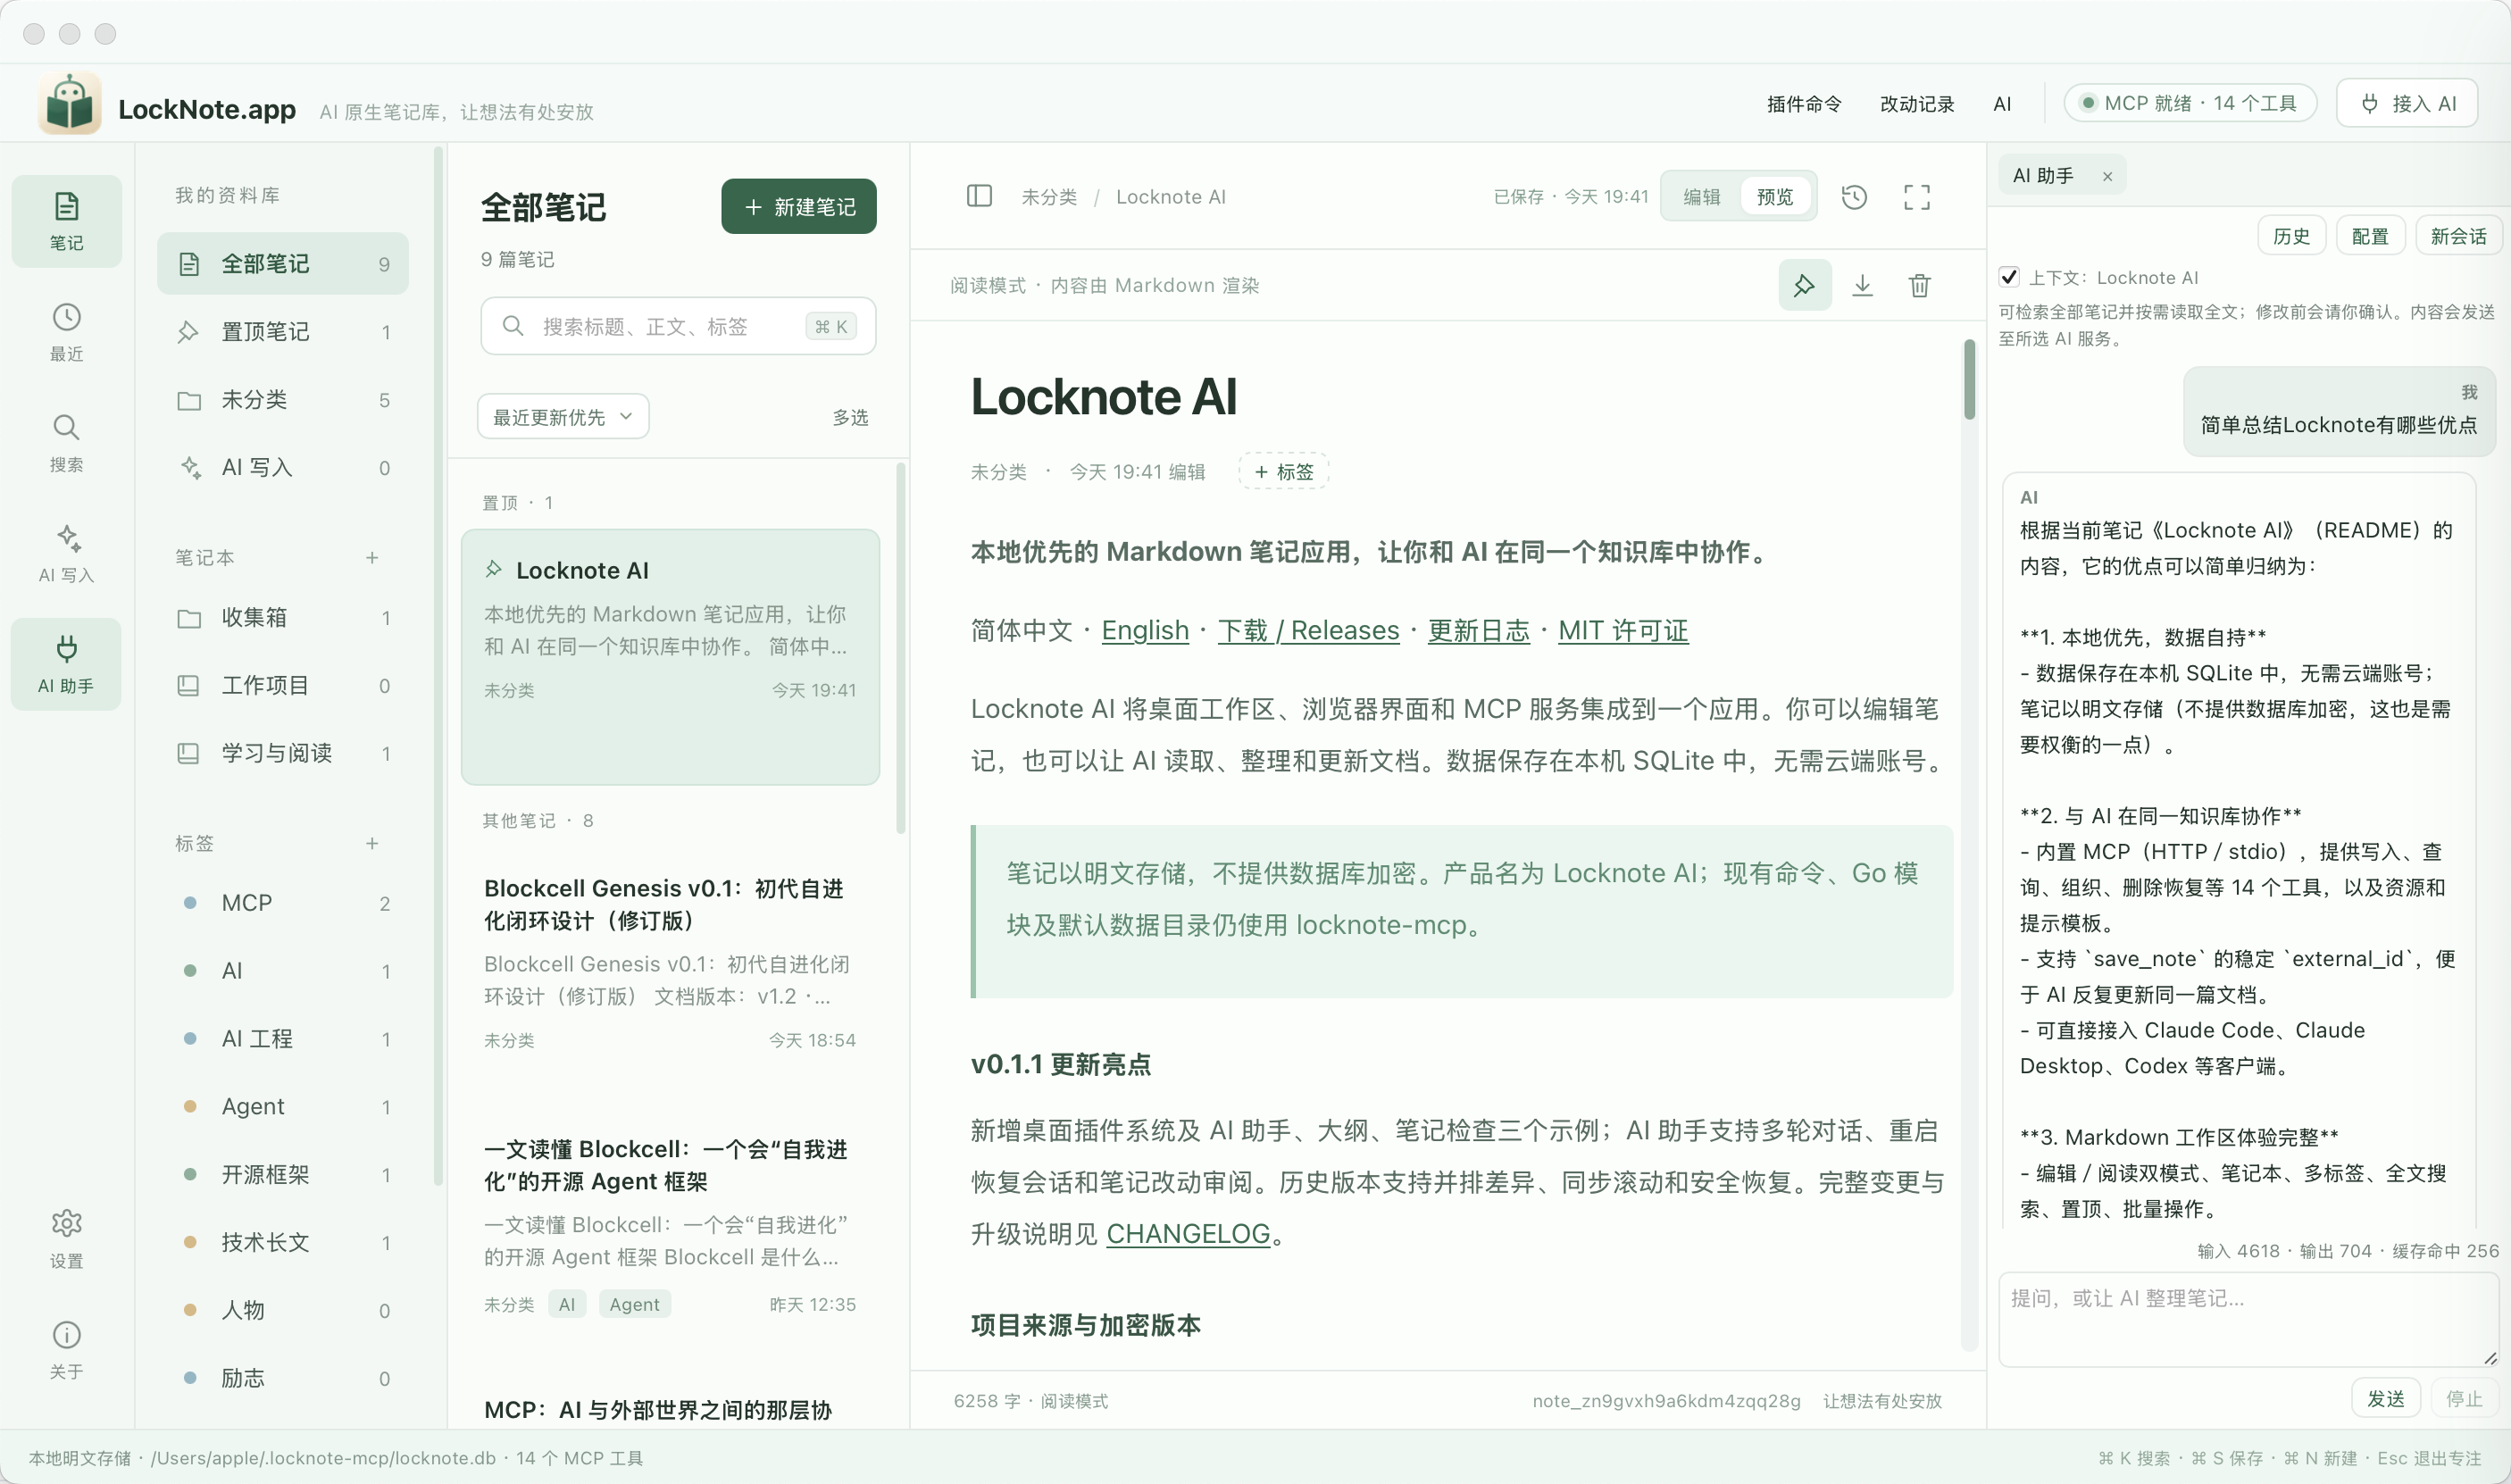 LockNote.app
AI 原生笔记库，让想法有处安放
插件命令
改动记录
AI
MCP 就绪 · 14 个工具
接入 AI
笔记
最近
搜索
AI 写入
AI 助手
设置
关于
我的资料库
全部笔记 9
置顶笔记 1
未分类 5
AI 写入 0
笔记本 +
收集箱 1
工作项目 0
学习与阅读 1
标签 +
MCP 2
AI 1
AI 工程 1
Agent 1
开源框架 1
技术长文 1
人物 0
励志 0
全部笔记
+ 新建笔记
9 篇笔记
搜索标题、正文、标签 ⌘ K
最近更新优先
多选
置顶 · 1
Locknote AI
本地优先的 Markdown 笔记应用，让你
和 AI 在同一个知识库中协作。 简体中...
未分类 今天 19:41
其他笔记 · 8
Blockcell Genesis v0.1：初代自进
化闭环设计（修订版）
Blockcell Genesis v0.1：初代自进化闭
环设计（修订版） 文档版本：v1.2 ·...
未分类 今天 18:54
一文读懂 Blockcell：一个会“自我进
化”的开源 Agent 框架
一文读懂 Blockcell：一个会“自我进化”
的开源 Agent 框架 Blockcell 是什么...
未分类 AI Agent 昨天 12:35
MCP：AI 与外部世界之间的那层协
未分类 / Locknote AI
已保存 · 今天 19:41
编辑 预览
阅读模式 · 内容由 Markdown 渲染
Locknote AI
未分类 · 今天 19:41 编辑 + 标签
本地优先的 Markdown 笔记应用，让你和 AI 在同一个知识库中协作。
简体中文 · English · 下载 / Releases · 更新日志 · MIT 许可证
Locknote AI 将桌面工作区、浏览器界面和 MCP 服务集成到一个应用。你可以编辑笔
记，也可以让 AI 读取、整理和更新文档。数据保存在本机 SQLite 中，无需云端账号。
笔记以明文存储，不提供数据库加密。产品名为 Locknote AI；现有命令、Go 模
块及默认数据目录仍使用 locknote-mcp。
v0.1.1 更新亮点
新增桌面插件系统及 AI 助手、大纲、笔记检查三个示例；AI 助手支持多轮对话、重启
恢复会话和笔记改动审阅。历史版本支持并排差异、同步滚动和安全恢复。完整变更与
升级说明见 CHANGELOG。
项目来源与加密版本
6258 字 · 阅读模式
note_zn9gvxh9a6kdm4zqq28g 让想法有处安放
AI 助手 ×
历史
配置
新会话
上下文：Locknote AI
可检索全部笔记并按需读取全文；修改前会请你确认。内容会发送
至所选 AI 服务。
我
简单总结Locknote有哪些优点
AI
根据当前笔记《Locknote AI》（README）的
内容，它的优点可以简单归纳为：
**1. 本地优先，数据自持**
- 数据保存在本机 SQLite 中，无需云端账号；
笔记以明文存储（不提供数据库加密，这也是需
要权衡的一点）。
**2. 与 AI 在同一知识库协作**
- 内置 MCP（HTTP / stdio），提供写入、查
询、组织、删除恢复等 14 个工具，以及资源和
提示模板。
- 支持 `save_note` 的稳定 `external_id`，便
于 AI 反复更新同一篇文档。
- 可直接接入 Claude Code、Claude
Desktop、Codex 等客户端。
**3. Markdown 工作区体验完整**
- 编辑 / 阅读双模式、笔记本、多标签、全文搜
索、置顶、批量操作。
输入 4618 · 输出 704 · 缓存命中 256
提问，或让 AI 整理笔记...
发送
停止
本地明文存储 · /Users/apple/.locknote-mcp/locknote.db · 14 个 MCP 工具
⌘ K 搜索 · ⌘ S 保存 · ⌘ N 新建 · Esc 退出专注